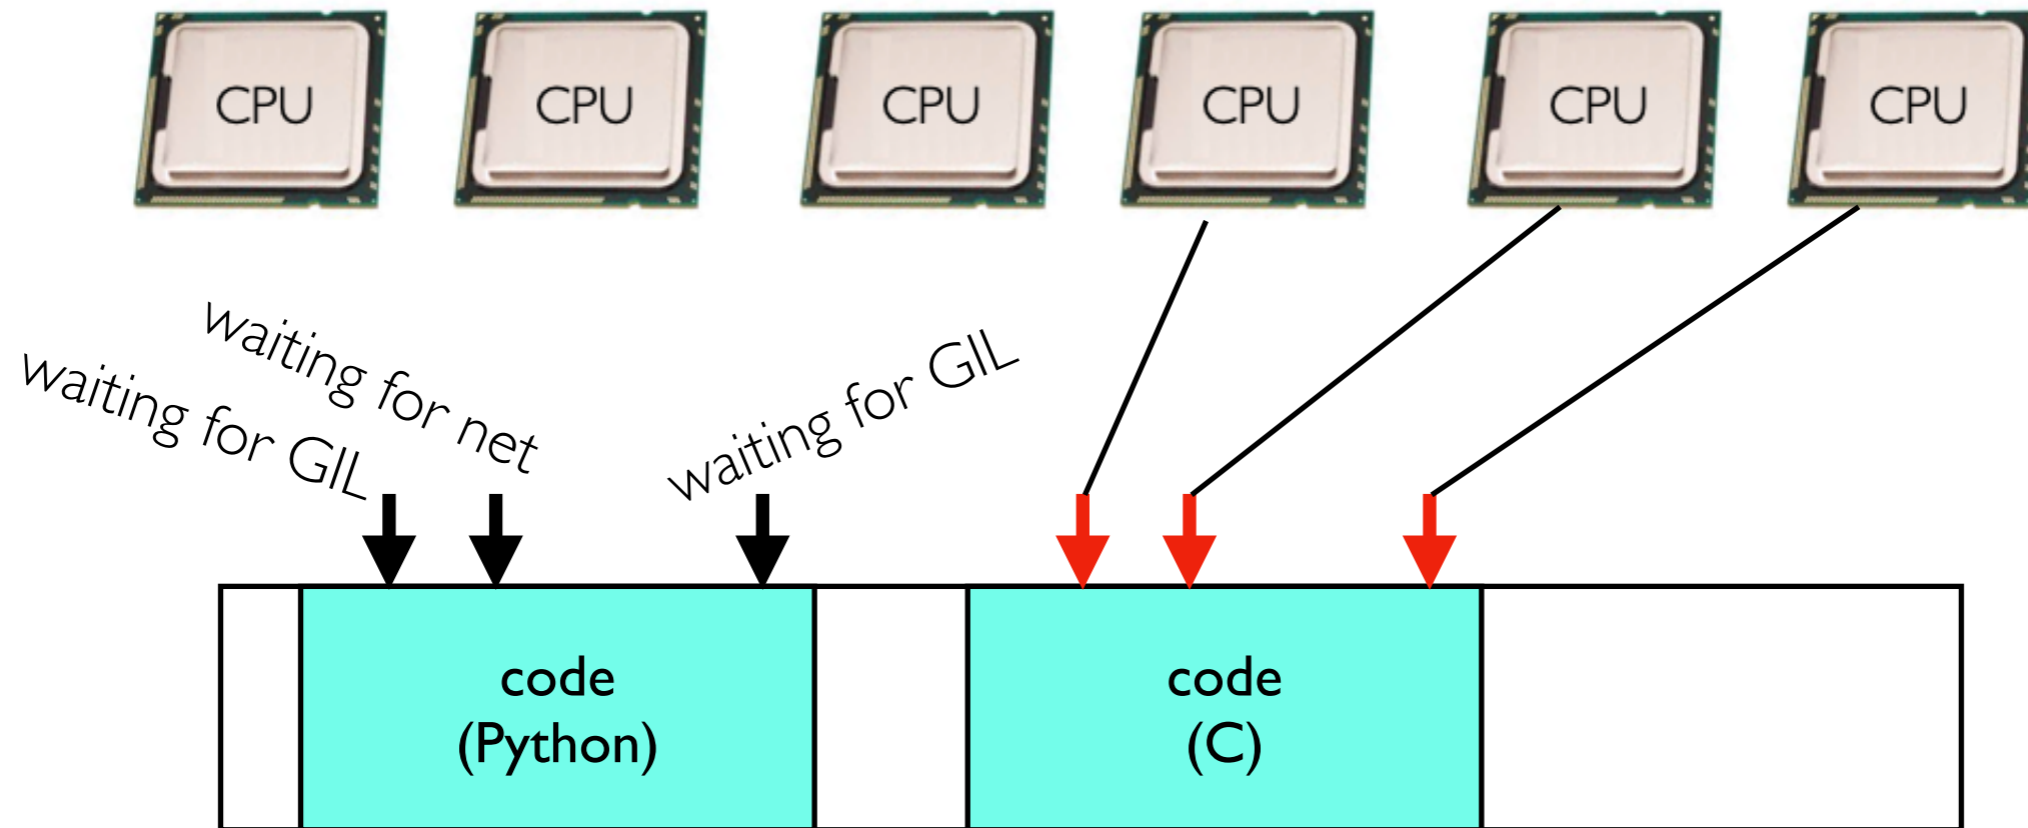 CPU
CPU
CPU
CPU
CPU
CPU
waiting for net
waiting for GIL
waiting for GIL
code
(Python)
code
(C)